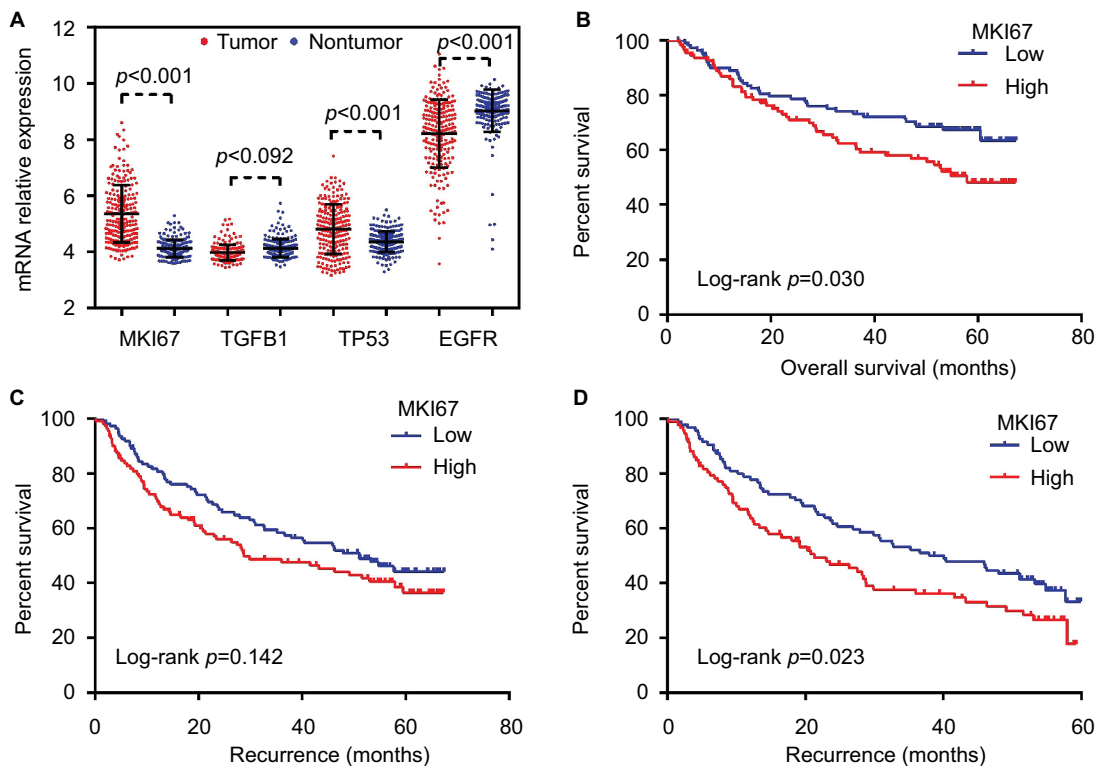 A
mRNA relative expression
12
10
8
6
4
2
Tumor Nontumor
p<0.001
p<0.092
p<0.001
p<0.001
MKI67 TGFB1 TP53 EGFR
B
Percent survival
100
80
60
40
20
0
MKI67
Low
High
Log-rank p=0.030
0 20 40 60 80
Overall survival (months)
C
Percent survival
100
80
60
40
20
0
MKI67
Low
High
Log-rank p=0.142
0 20 40 60 80
Recurrence (months)
D
Percent survival
100
80
60
40
20
0
MKI67
Low
High
Log-rank p=0.023
0 20 40 60
Recurrence (months)